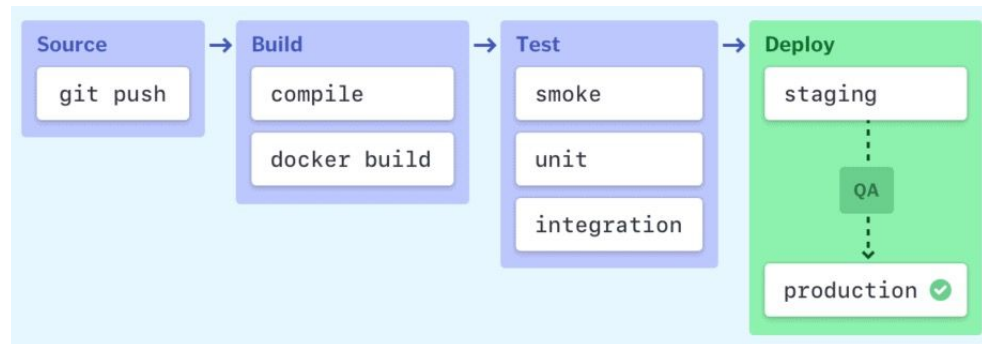 Source
git push
Build
compile
docker build
Test
smoke
unit
integration
Deploy
staging
QA
production